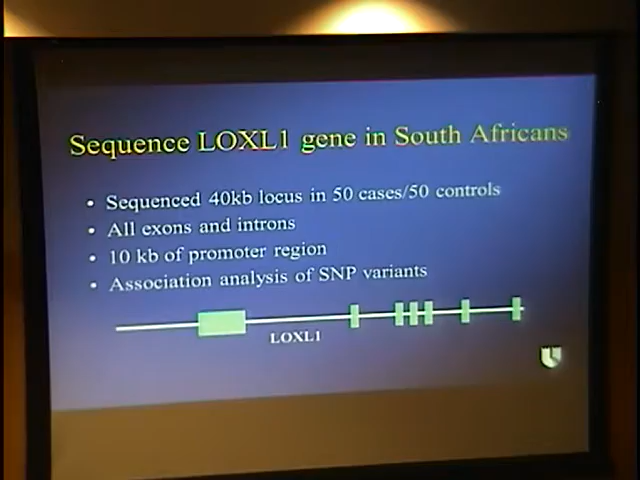 Sequence LOXL1 gene in South Africans
• Sequenced 40kb locus in 50 cases/50 controls
• All exons and introns
• 10 kb of promoter region
• Association analysis of SNP variants
LOXL1